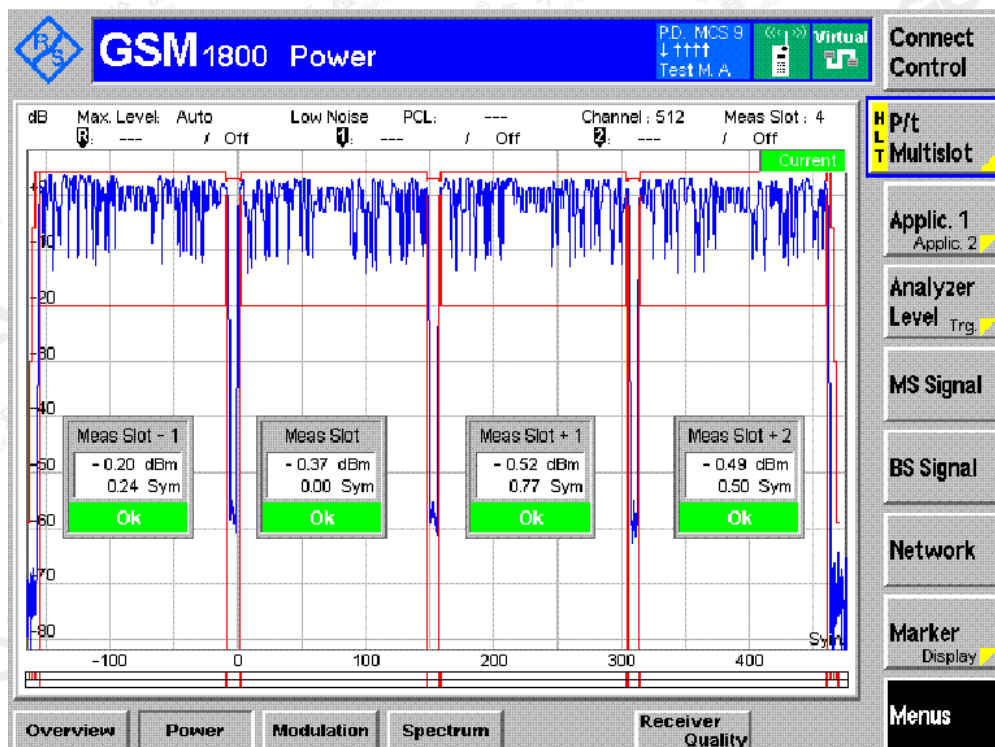 R/S
GSM 1800 Power
P.D. MCS 9
↓ ↑↑↑↑
Test M. A.
Virtual
Connect
Control
dB Max. Level: Auto Low Noise PCL: --- Channel : 512 Meas Slot : 4
R: --- / Off 1: --- / Off 2: --- / Off
Current
HLT
P/t
Multislot
Applic. 1
Applic. 2
Analyzer
Level Trg.
MS Signal
BS Signal
Network
Marker
Display
Menus
-10
-20
-30
-40
-50
-60
-70
-80
Meas Slot - 1
- 0.20 dBm
0.24 Sym
Ok
Meas Slot
- 0.37 dBm
0.00 Sym
Ok
Meas Slot + 1
- 0.52 dBm
0.77 Sym
Ok
Meas Slot + 2
- 0.49 dBm
0.50 Sym
Ok
Sym
-100 0 100 200 300 400
Overview Power Modulation Spectrum Receiver Quality